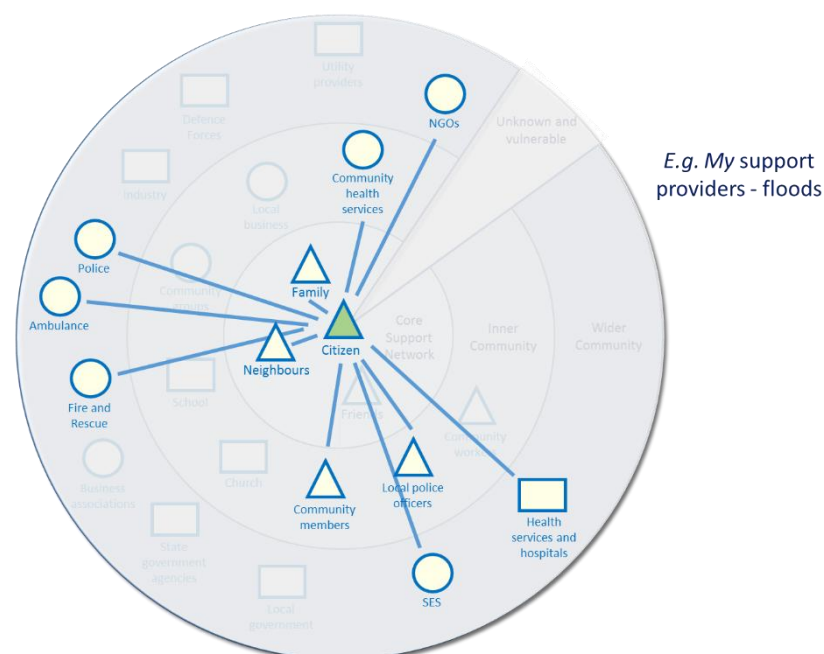 Utility
providers
NGOs
Unknown and
vulnerable
E.g. My support
providers - floods
Defence
Forces
Community
health
services
Industry
Local
business
Police
Community
groups
Family
Ambulance
Citizen
Core
Support
Network
Inner
Community
Wider
Community
Neighbours
Fire and
Rescue
School
Friends
Community
workers
Business
associations
Church
Community
members
Local police
officers
Health
services and
hospitals
State
government
agencies
SES
Local
government